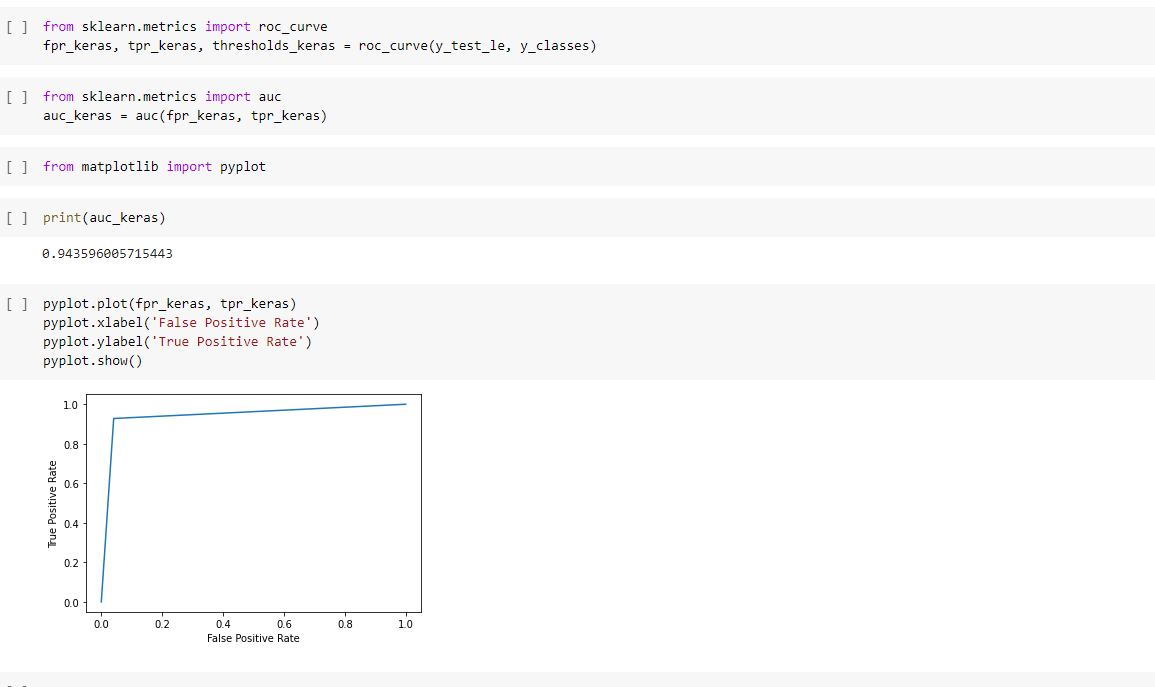 [ ] from sklearn.metrics import roc_curve
fpr_keras, tpr_keras, thresholds_keras = roc_curve(y_test_le, y_classes)
[ ] from sklearn.metrics import auc
auc_keras = auc(fpr_keras, tpr_keras)
[ ] from matplotlib import pyplot
[ ] print(auc_keras)
0.943596005715443
[ ] pyplot.plot(fpr_keras, tpr_keras)
pyplot.xlabel('False Positive Rate')
pyplot.ylabel('True Positive Rate')
pyplot.show()
1.0
0.8
0.6
0.4
0.2
0.0
True Positive Rate
0.0 0.2 0.4 0.6 0.8 1.0
False Positive Rate